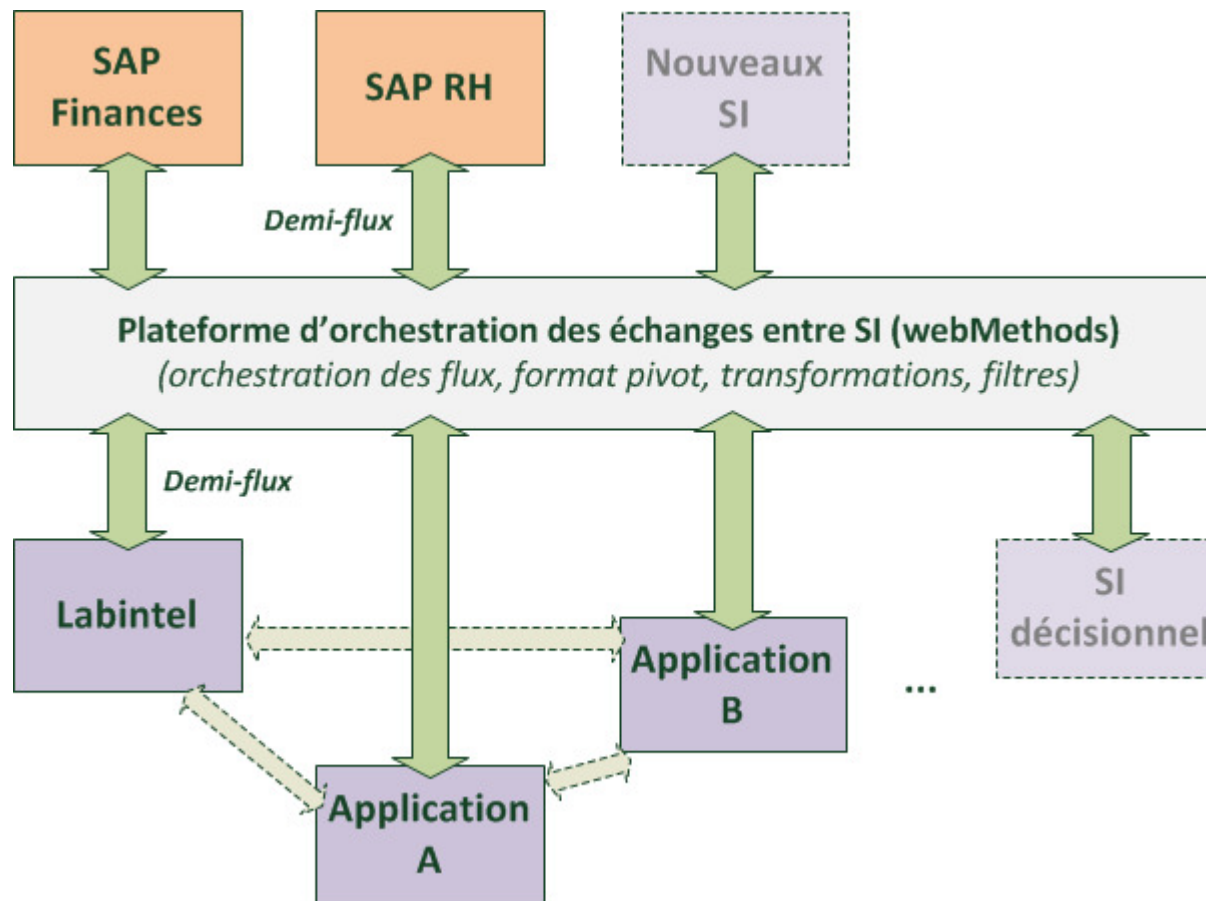 SAP
Finances
SAP RH
Nouveaux
SI
Demi-flux
Plateforme d'orchestration des échanges entre SI (webMethods)
(orchestration des flux, format pivot, transformations, filtres)
Demi-flux
Labintel
Application
B
...
SI
décisionnel
Application
A